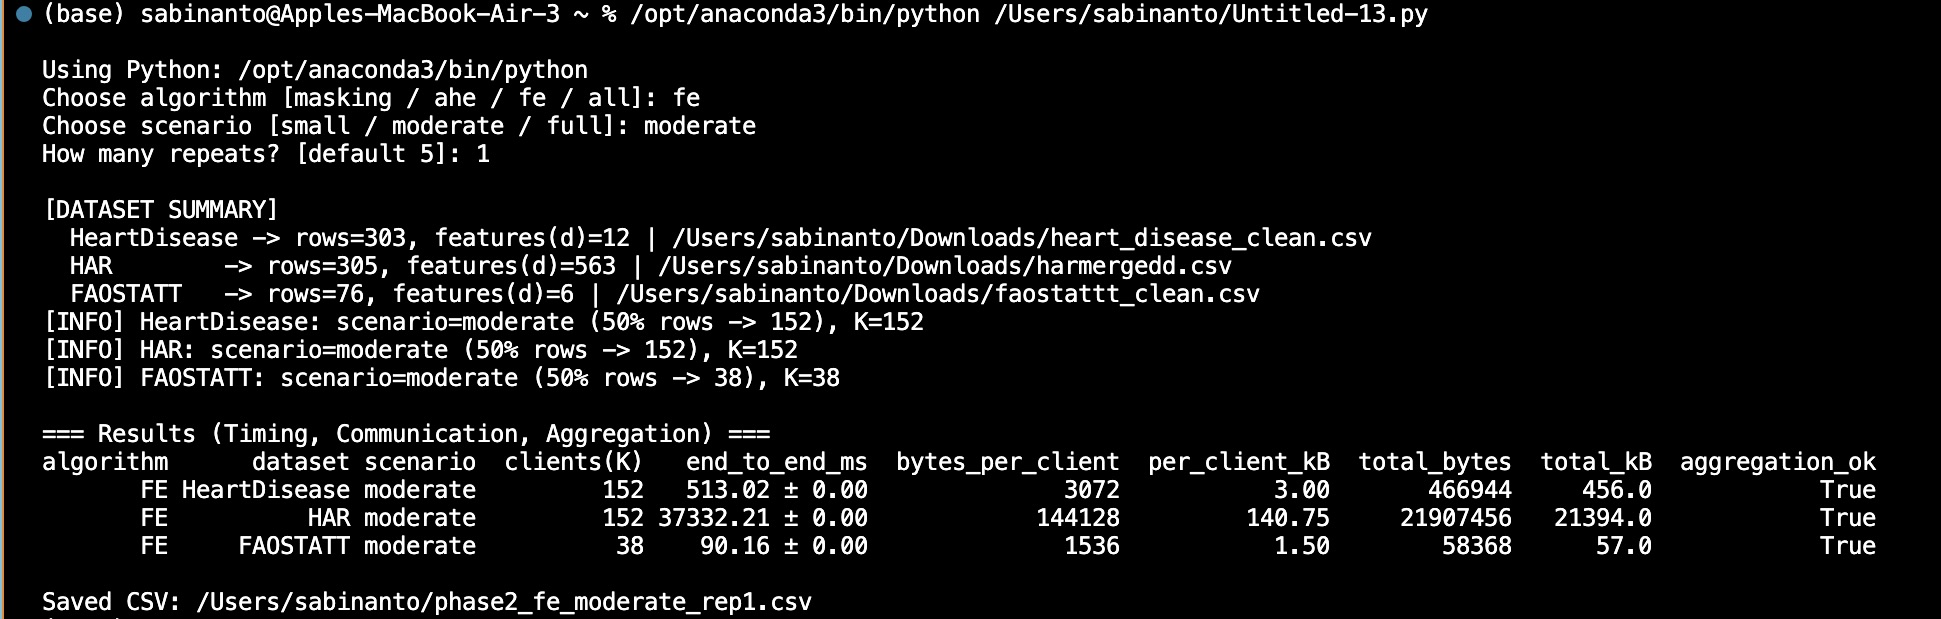 (base) sabinanto@Apples-MacBook-Air-3 ~ % /opt/anaconda3/bin/python /Users/sabinanto/Untitled-13.py
Using Python: /opt/anaconda3/bin/python
Choose algorithm [masking / ahe / fe / all]: fe
Choose scenario [small / moderate / full]: moderate
How many repeats? [default 5]: 1
[DATASET SUMMARY]
HeartDisease -> rows=303, features(d)=12 | /Users/sabinanto/Downloads/heart_disease_clean.csv
HAR          -> rows=305, features(d)=563 | /Users/sabinanto/Downloads/harmergedd.csv
FAOSTATT     -> rows=76, features(d)=6 | /Users/sabinanto/Downloads/faostattt_clean.csv
[INFO] HeartDisease: scenario=moderate (50% rows -> 152), K=152
[INFO] HAR: scenario=moderate (50% rows -> 152), K=152
[INFO] FAOSTATT: scenario=moderate (50% rows -> 38), K=38
=== Results (Timing, Communication, Aggregation) ===
algorithm      dataset scenario  clients(K)   end_to_end_ms  bytes_per_client  per_client_kB  total_bytes  total_kB  aggregation_ok
FE HeartDisease moderate         152   513.02 ± 0.00              3072           3.00       466944     456.0            True
FE          HAR moderate         152 37332.21 ± 0.00            144128         140.75     21907456   21394.0            True
FE     FAOSTATT moderate          38    90.16 ± 0.00              1536           1.50        58368      57.0            True
Saved CSV: /Users/sabinanto/phase2_fe_moderate_rep1.csv